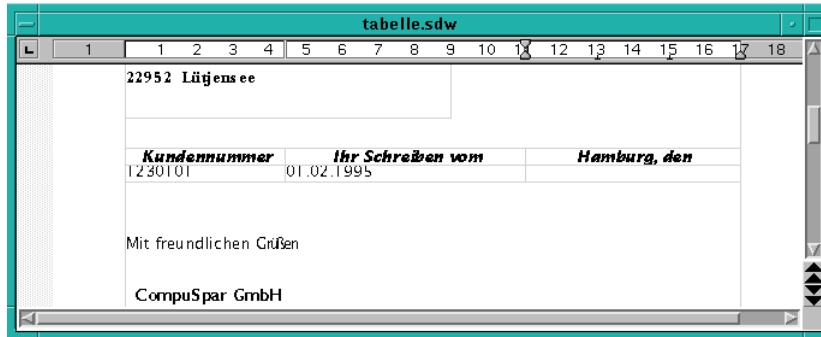 tabelle.sdw
1 1 2 3 4 5 6 7 8 9 10 11 12 13 14 15 16 17 18
22952 Lütjensee
Kundennummer Ihr Schreiben vom Hamburg, den
1230101 01.02.1995
Mit freundlichen Grüßen
CompuSpar GmbH